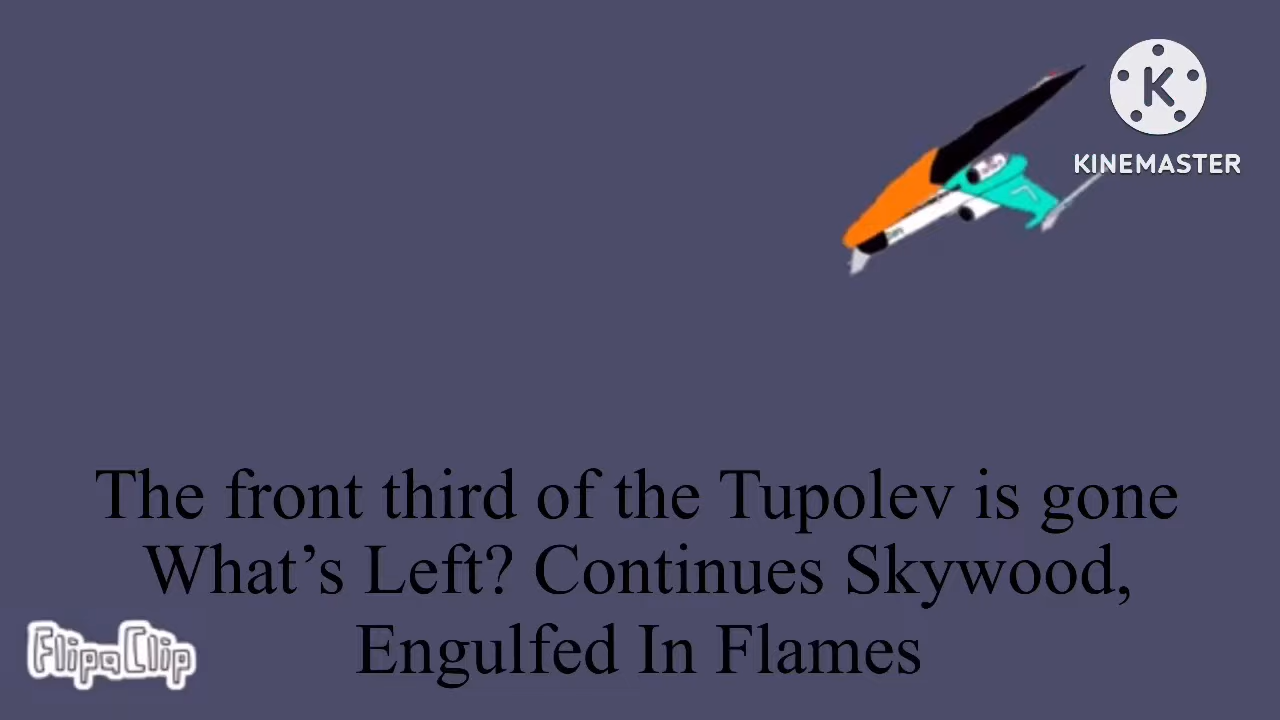 K
KINEMASTER
The front third of the Tupolev is gone
What’s Left? Continues Skywood,
Engulfed In Flames
FlipaClip